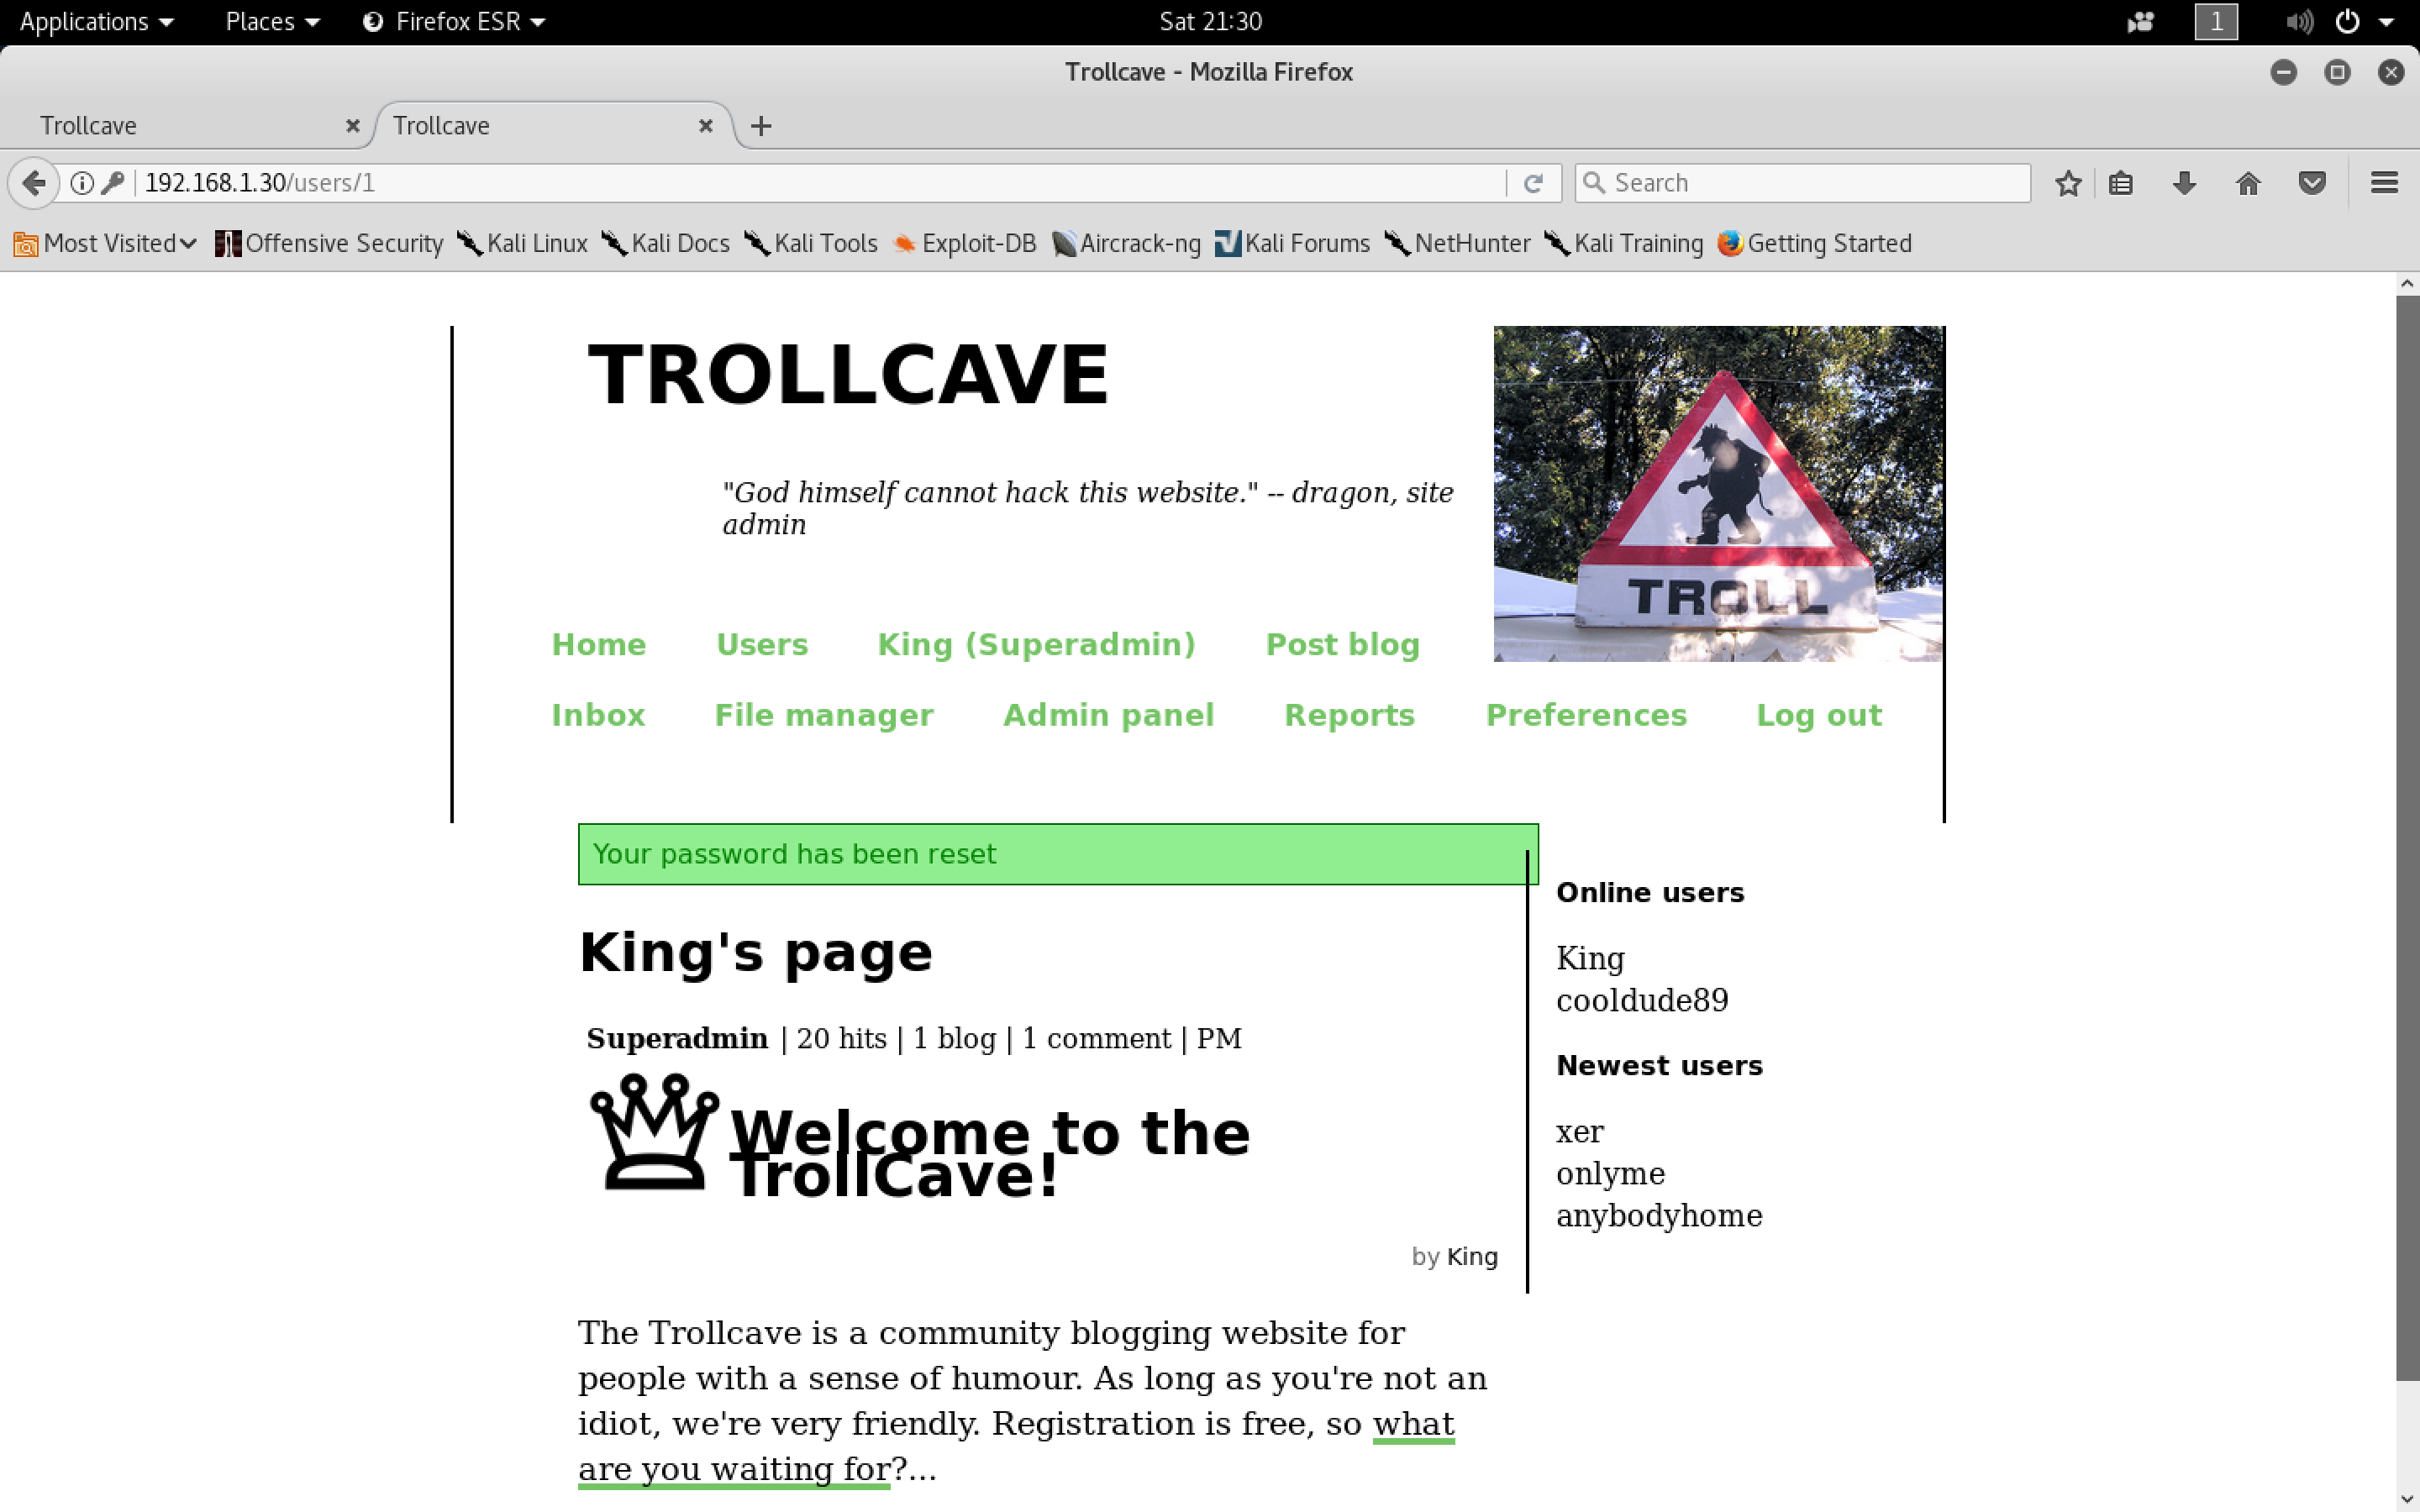 Applications Places Firefox ESR Sat 21:30 1
Trollcave - Mozilla Firefox
Trollcave Trollcave
192.168.1.30/users/1 Search
Most Visited Offensive Security Kali Linux Kali Docs Kali Tools Exploit-DB Aircrack-ng Kali Forums NetHunter Kali Training Getting Started
TROLLCAVE
"God himself cannot hack this website." -- dragon, site
admin
TROLL
Home Users King (Superadmin) Post blog
Inbox File manager Admin panel Reports Preferences Log out
Your password has been reset
King's page
Superadmin | 20 hits | 1 blog | 1 comment | PM
Welcome to the
TrollCave!
by King
The Trollcave is a community blogging website for
people with a sense of humour. As long as you're not an
idiot, we're very friendly. Registration is free, so what
are you waiting for?...
Online users
King
cooldude89
Newest users
xer
onlyme
anybodyhome